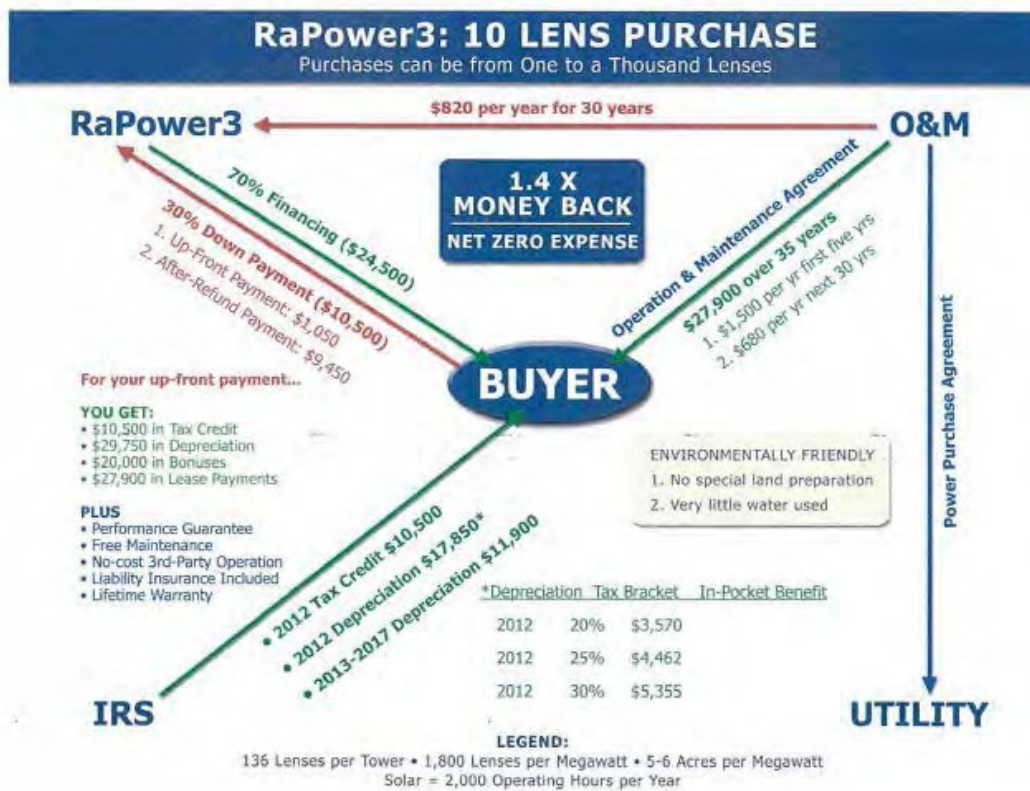 RaPower3: 10 LENS PURCHASE
Purchases can be from One to a Thousand Lenses
$820 per year for 30 years
RaPower3
O&M
1.4 X
MONEY BACK
NET ZERO EXPENSE
70% Financing ($24,500)
30% Down Payment ($10,500)
1. Up-Front Payment: $1,050
2. After-Refund Payment: $9,450
Operation & Maintenance Agreement
$27,900 over 35 years
1. $1,500 per yr first five yrs
2. $680 per yr next 30 yrs
Power Purchase Agreement
BUYER
For your up-front payment...
YOU GET:
• $10,500 in Tax Credit
• $29,750 in Depreciation
• $20,000 in Bonuses
• $27,900 in Lease Payments
PLUS
• Performance Guarantee
• Free Maintenance
• No-cost 3rd-Party Operation
• Liability Insurance Included
• Lifetime Warranty
ENVIRONMENTALLY FRIENDLY
1. No special land preparation
2. Very little water used
• 2012 Tax Credit $10,500
• 2012 Depreciation $17,850*
• 2013-2017 Depreciation $11,900
*Depreciation Tax Bracket In-Pocket Benefit
2012 20% $3,570
2012 25% $4,462
2012 30% $5,355
IRS
UTILITY
LEGEND:
136 Lenses per Tower • 1,800 Lenses per Megawatt • 5-6 Acres per Megawatt
Solar = 2,000 Operating Hours per Year